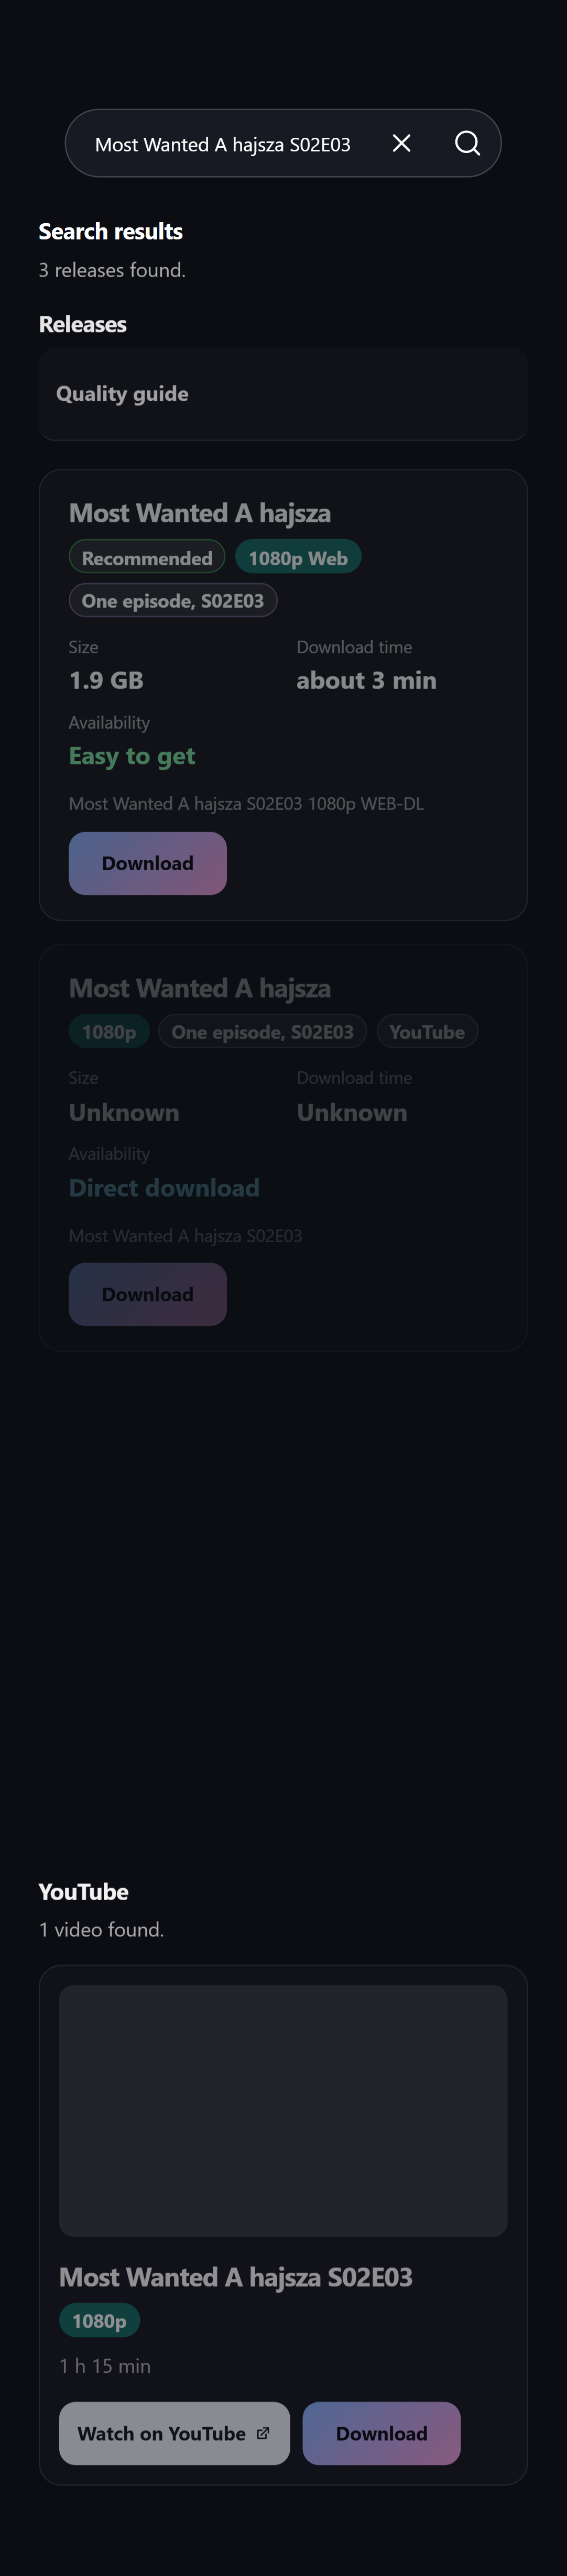 Most Wanted A hajsza S02E03
Search results
3 releases found.
Releases
Quality guide
Most Wanted A hajsza
Recommended
1080p Web
One episode, S02E03
Size
Download time
1.9 GB
about 3 min
Availability
Easy to get
Most Wanted A hajsza S02E03 1080p WEB-DL
Download
Most Wanted A hajsza
1080p
One episode, S02E03
YouTube
Size
Download time
Unknown
Unknown
Availability
Direct download
Most Wanted A hajsza S02E03
Download
YouTube
1 video found.
Most Wanted A hajsza S02E03
1080p
1 h 15 min
Watch on YouTube
Download